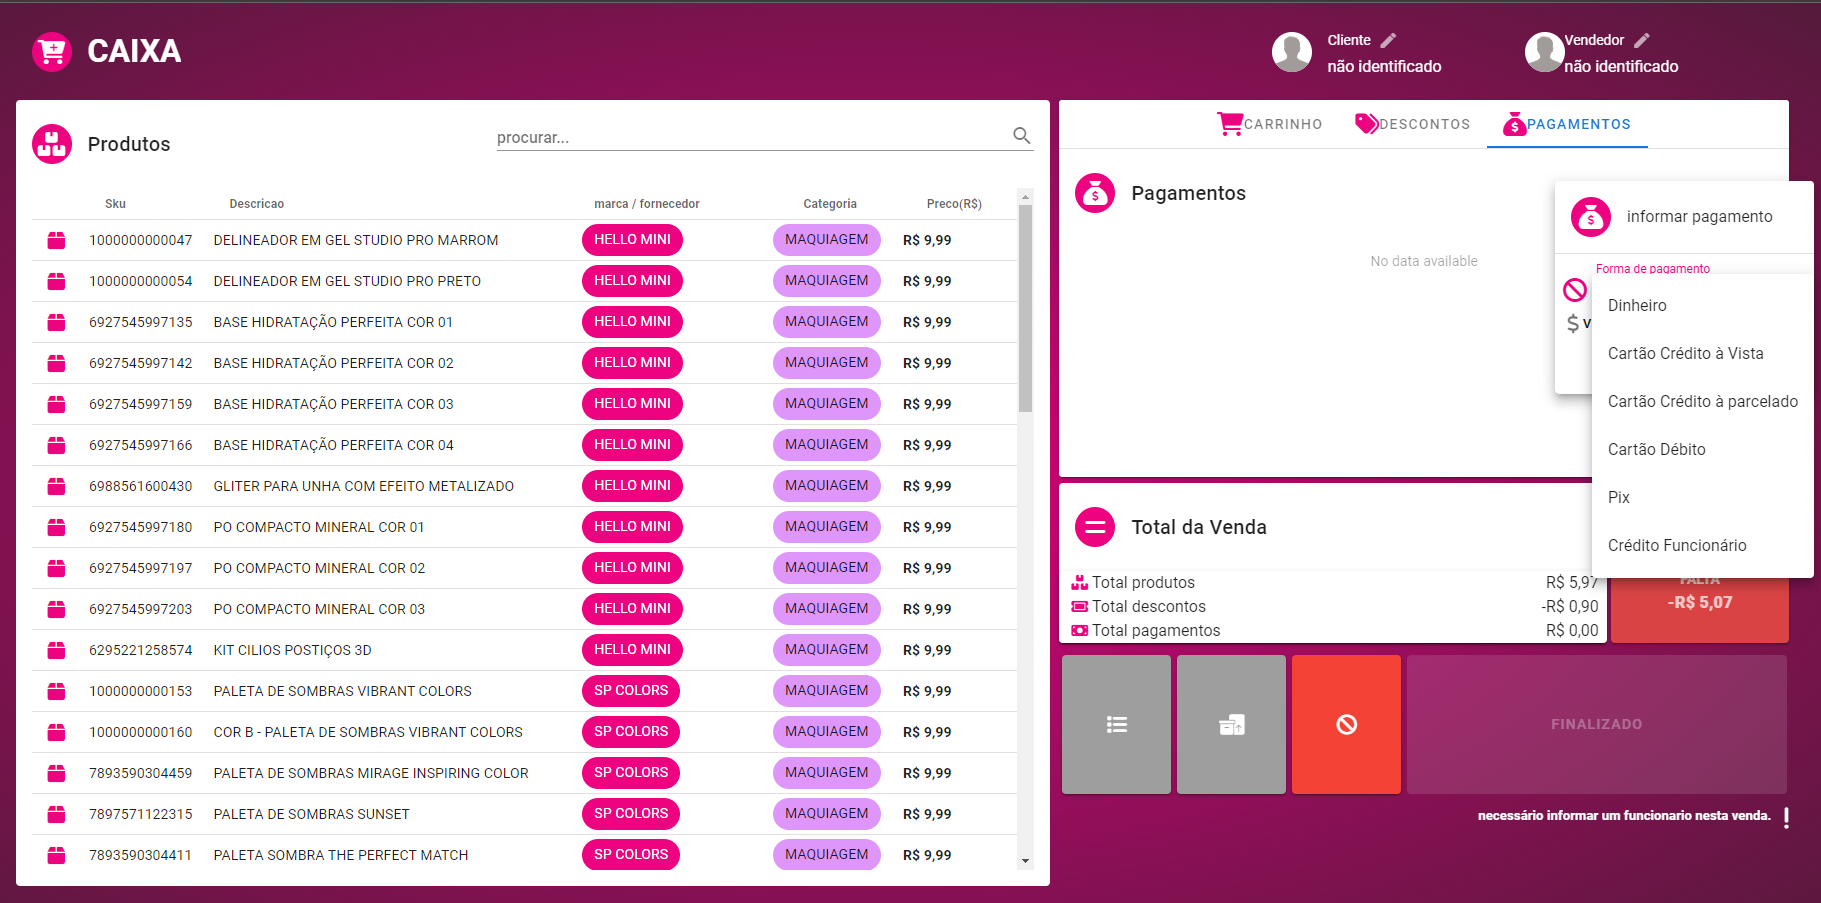 CAIXA
Cliente
não identificado
Vendedor
não identificado
Produtos
procurar...
Sku Descricao marca / fornecedor Categoria Preco(R$)
1000000000047 DELINEADOR EM GEL STUDIO PRO MARROM HELLO MINI MAQUIAGEM R$ 9,99
1000000000054 DELINEADOR EM GEL STUDIO PRO PRETO HELLO MINI MAQUIAGEM R$ 9,99
6927545997135 BASE HIDRATAÇÃO PERFEITA COR 01 HELLO MINI MAQUIAGEM R$ 9,99
6927545997142 BASE HIDRATAÇÃO PERFEITA COR 02 HELLO MINI MAQUIAGEM R$ 9,99
6927545997159 BASE HIDRATAÇÃO PERFEITA COR 03 HELLO MINI MAQUIAGEM R$ 9,99
6927545997166 BASE HIDRATAÇÃO PERFEITA COR 04 HELLO MINI MAQUIAGEM R$ 9,99
6988561600430 GLITER PARA UNHA COM EFEITO METALIZADO HELLO MINI MAQUIAGEM R$ 9,99
6927545997180 PO COMPACTO MINERAL COR 01 HELLO MINI MAQUIAGEM R$ 9,99
6927545997197 PO COMPACTO MINERAL COR 02 HELLO MINI MAQUIAGEM R$ 9,99
6927545997203 PO COMPACTO MINERAL COR 03 HELLO MINI MAQUIAGEM R$ 9,99
6295221258574 KIT CILIOS POSTIÇOS 3D HELLO MINI MAQUIAGEM R$ 9,99
1000000000153 PALETA DE SOMBRAS VIBRANT COLORS SP COLORS MAQUIAGEM R$ 9,99
1000000000160 COR B - PALETA DE SOMBRAS VIBRANT COLORS SP COLORS MAQUIAGEM R$ 9,99
7893590304459 PALETA DE SOMBRAS MIRAGE INSPIRING COLOR SP COLORS MAQUIAGEM R$ 9,99
7897571122315 PALETA DE SOMBRAS SUNSET SP COLORS MAQUIAGEM R$ 9,99
7893590304411 PALETA SOMBRA THE PERFECT MATCH SP COLORS MAQUIAGEM R$ 9,99
CARRINHO DESCONTOS PAGAMENTOS
Pagamentos
No data available
informar pagamento
Forma de pagamento
Dinheiro
Cartão Crédito à Vista
Cartão Crédito à parcelado
Cartão Débito
Pix
Crédito Funcionário
Total da Venda
Total produtos R$ 5,97
Total descontos -R$ 0,90
Total pagamentos R$ 0,00
FALTA
-R$ 5,07
FINALIZADO
necessário informar um funcionario nesta venda.